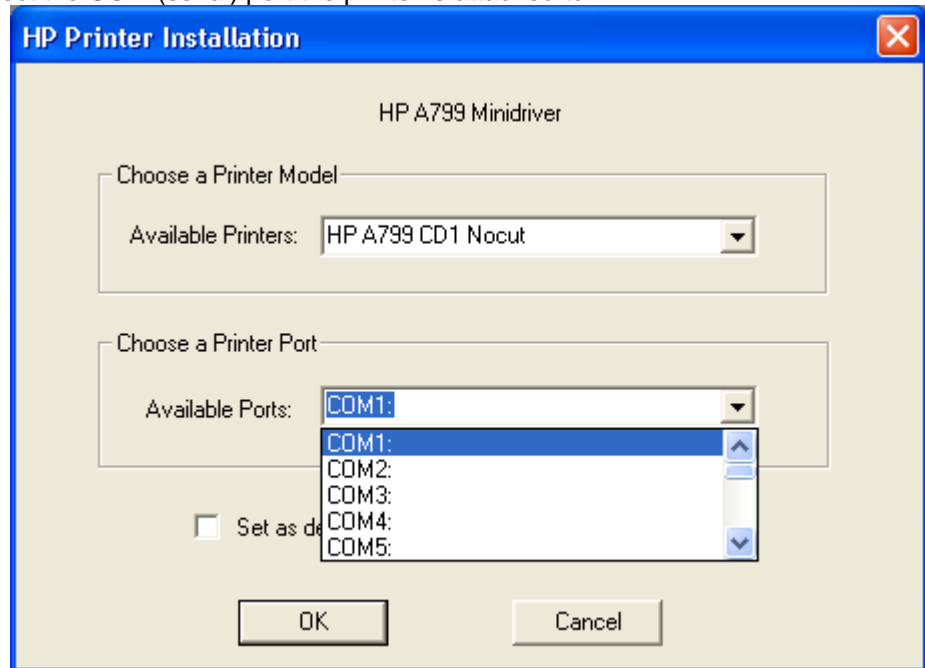 HP Printer Installation
HP A799 Minidriver
Choose a Printer Model
Available Printers: HP A799 CD1 Nocut
Choose a Printer Port
Available Ports: COM1:
COM1:
COM2:
COM3:
COM4:
Set as
COM5:
OK Cancel